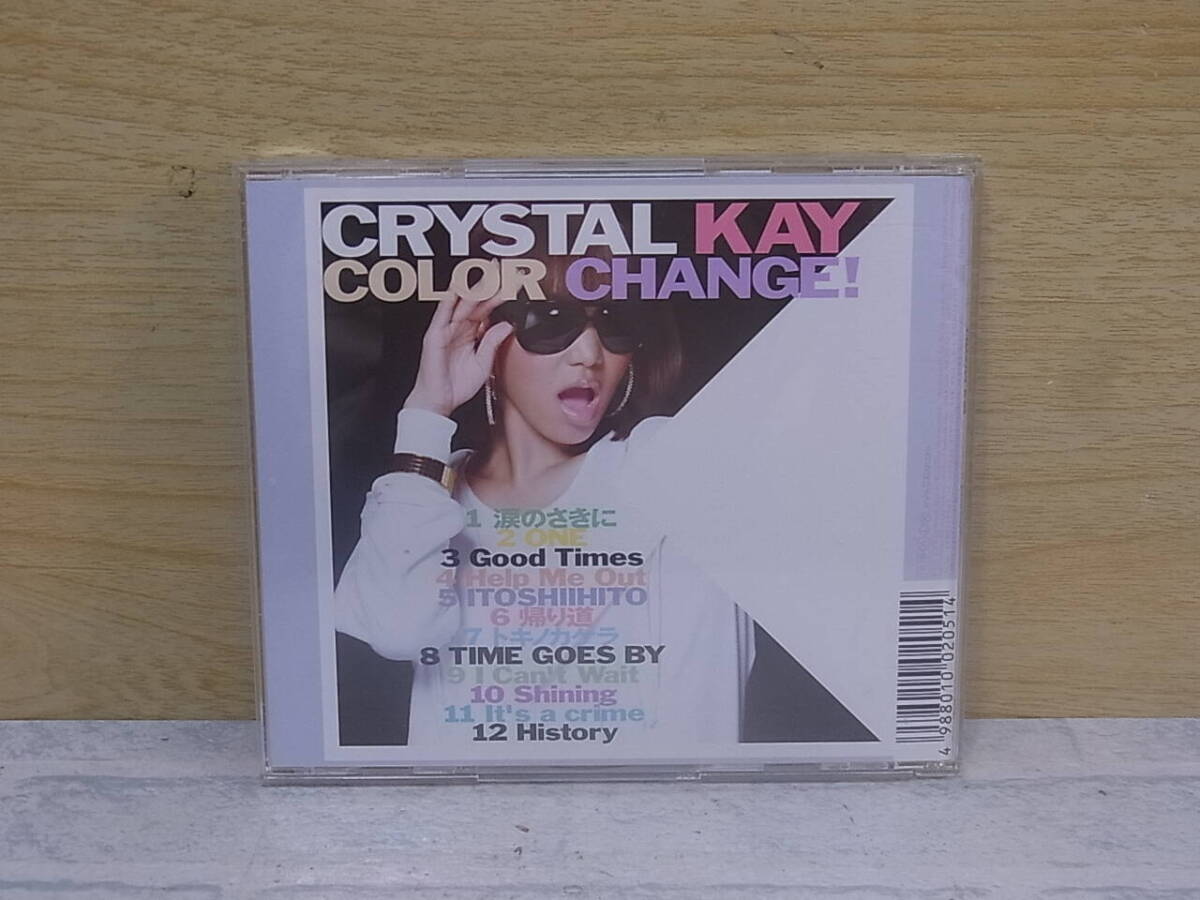 CRYSTAL KAY
COLOR CHANGE!
1 涙のさきに
2 ONE
3 Good Times
4 Help Me Out
5 ITOSHIIHITO
6 帰り道
7 トキノカケラ
8 TIME GOES BY
9 I Can't Wait
10 Shining
11 It's a crime
12 History
4 988010 020514